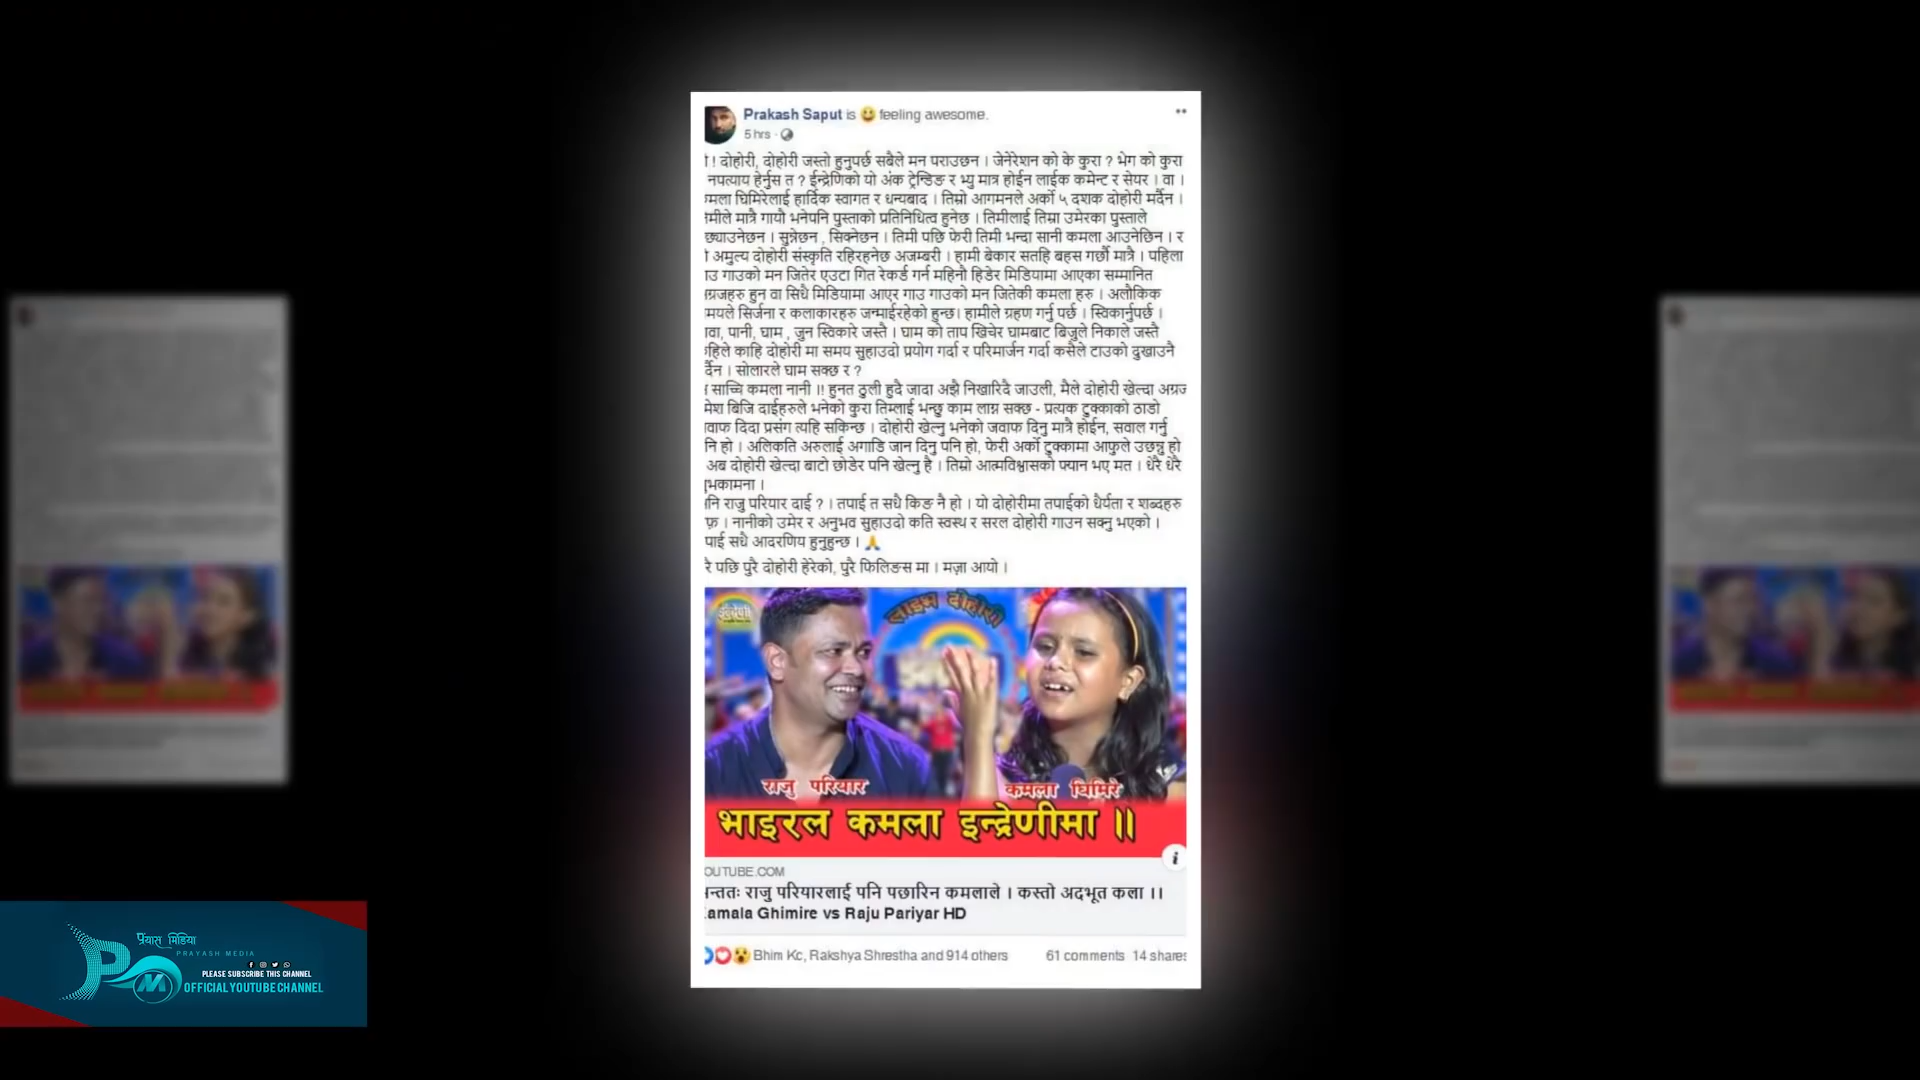 Prakash Saput is 😃 feeling awesome.
5 hrs ·
! दोहोरी, दोहोरी जस्तो हुनुपर्छ सबैले मन पराउछन । जेनेरेशन को के कुरा ? भेग को कुरा
नपत्याय हेर्नुस त ? ईन्द्रेणिको यो अंक ट्रेन्डिङ र भ्यु मात्र होईन लाईक कमेन्ट र सेयर । वा ।
मला घिमिरेलाई हार्दिक स्वागत र धन्यबाद । तिम्रो आगमनले अर्को ५ दशक दोहोरी मर्दैन ।
मीले मात्रै गायौ भनेपनि पुस्ताको प्रतिनिधित्व हुनेछ । तिमीलाई तिम्रा उमेरका पुस्ताले
छ्याउनेछन । सुन्नेछन , सिक्नेछन । तिमी पछि फेरी तिमी भन्दा सानी कमला आउनेछिन । र
अमुल्य दोहोरी संस्कृति रहिरहनेछ अजम्बरी । हामी बेकार सतहि बहस गर्छौ मात्रै । पहिला
उ गाउको मन जितेर एउटा गित रेकर्ड गर्न महिनौ हिडेर मिडियामा आएका सम्मानित
ग्रजहरु हुन वा सिधै मिडियामा आएर गाउ गाउको मन जितेकी कमला हरु । अलौकिक
मयले सिर्जना र कलाकारहरु जन्माईरहेको हुन्छ। हामीले ग्रहण गर्नु पर्छ । स्विकार्नुपर्छ ।
वा, पानी, घाम , जुन स्विकारे जस्तै । घाम को ताप खिचेर घामबाट बिजुले निकाले जस्तै
हिले काहि दोहोरी मा समय सुहाउदो प्रयोग गर्दा र परिमार्जन गर्दा कसैले टाउको दुखाउनै
र्दैन । सोलारले घाम सक्छ र ?
साच्चि कमला नानी !! हुनत ठुली हुदै जादा अझै निखारिदै जाउली, मैले दोहोरी खेल्दा अग्रज
मेश बिजि दाईहरुले भनेको कुरा तिम्लाई भन्छु काम लाग्न सक्छ - प्रत्यक टुक्काको ठाडो
वाफ दिदा प्रसंग त्यहि सकिन्छ । दोहोरी खेल्नु भनेको जवाफ दिनु मात्रै होईन, सवाल गर्नु
नि हो । अलिकति अरुलाई अगाडि जान दिनु पनि हो, फेरी अर्को टुक्कामा आफुले उछन्नु हो
अब दोहोरी खेल्दा बाटो छोडेर पनि खेल्नु है । तिम्रो आत्मविश्वासको फ्यान भए मत । धेरै धेरै
भकामना ।
नि राजु परियार दाई ? । तपाई त सधै किङ नै हो । यो दोहोरीमा तपाईको धैर्यता र शब्दहरु
फ़ । नानीको उमेर र अनुभव सुहाउदो कति स्वस्थ र सरल दोहोरी गाउन सक्नु भएको ।
पाई सधै आदरणिय हुनुहुन्छ । 🙏
रै पछि पुरै दोहोरी हेरेको, पुरै फिलिङस मा । मज़ा आयो ।
लाइभ दोहोरी
राजु परियार
कमला घिमिरे
भाइरल कमला इन्द्रेणीमा ॥
OUTUBE.COM
न्ततः राजु परियारलाई पनि पछारिन कमलाले । कस्तो अदभूत कला ।।
amala Ghimire vs Raju Pariyar HD
Bhim Kc, Rakshya Shrestha and 914 others 61 comments 14 shares
प्रयास मिडिया
PRAYASH MEDIA
PLEASE SUBSCRIBE THIS CHANNEL
OFFICIAL YOUTUBE CHANNEL